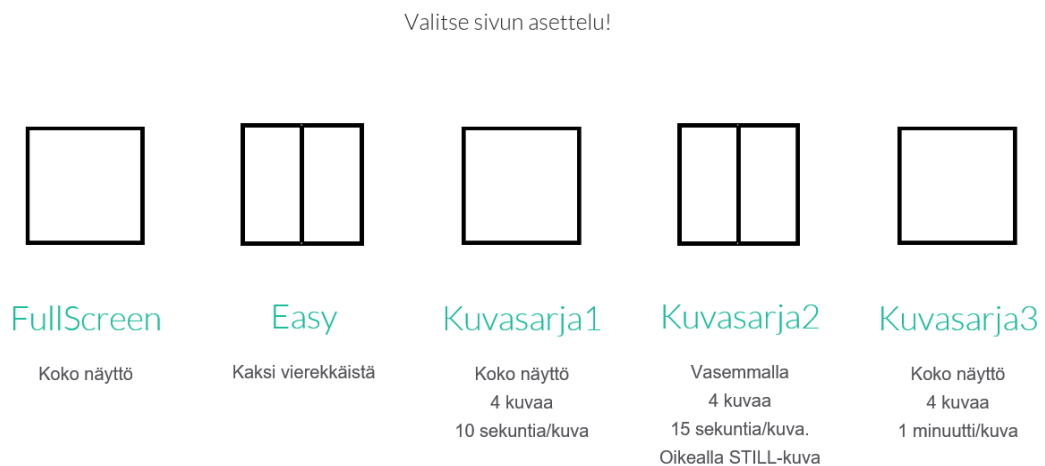 Valitse sivun asettelu!
FullScreen
Koko näyttö
Easy
Kaksi vierekkäistä
Kuvasarja1
Koko näyttö
4 kuvaa
10 sekuntia/kuva
Kuvasarja2
Vasemmalla
4 kuvaa
15 sekuntia/kuva.
Oikealla STILL-kuva
Kuvasarja3
Koko näyttö
4 kuvaa
1 minuutti/kuva